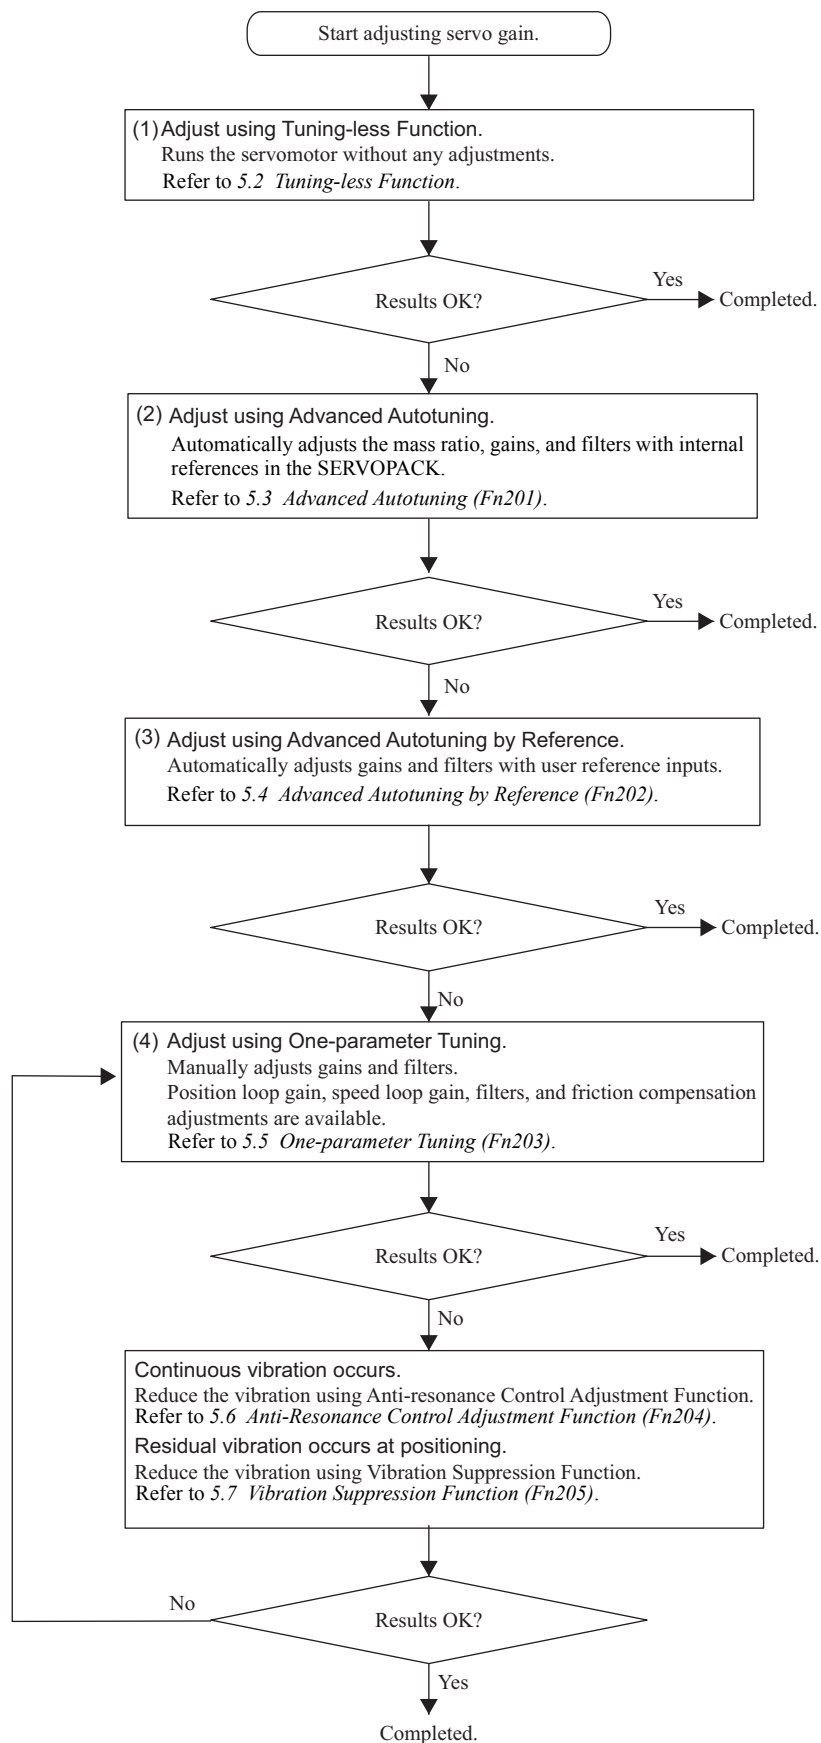 Start adjusting servo gain.
(1) Adjust using Tuning-less Function.
Runs the servomotor without any adjustments.
Refer to 5.2 Tuning-less Function.
Results OK?
Yes
Completed.
No
(2) Adjust using Advanced Autotuning.
Automatically adjusts the mass ratio, gains, and filters with internal
references in the SERVOPACK.
Refer to 5.3 Advanced Autotuning (Fn201).
Results OK?
Yes
Completed.
No
(3) Adjust using Advanced Autotuning by Reference.
Automatically adjusts gains and filters with user reference inputs.
Refer to 5.4 Advanced Autotuning by Reference (Fn202).
Results OK?
Yes
Completed.
No
(4) Adjust using One-parameter Tuning.
Manually adjusts gains and filters.
Position loop gain, speed loop gain, filters, and friction compensation
adjustments are available.
Refer to 5.5 One-parameter Tuning (Fn203).
Results OK?
Yes
Completed.
No
Continuous vibration occurs.
Reduce the vibration using Anti-resonance Control Adjustment Function.
Refer to 5.6 Anti-Resonance Control Adjustment Function (Fn204).
Residual vibration occurs at positioning.
Reduce the vibration using Vibration Suppression Function.
Refer to 5.7 Vibration Suppression Function (Fn205).
No
Results OK?
Yes
Completed.